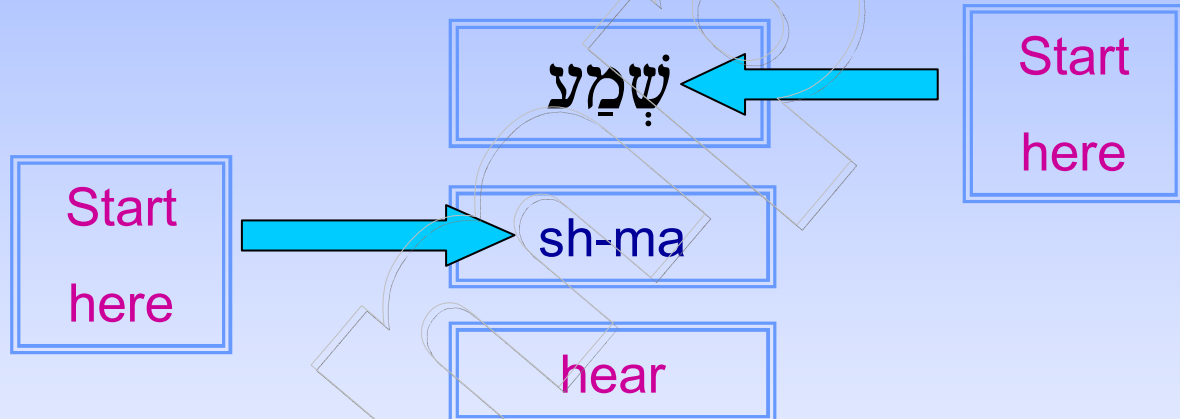 שְׁמַע
Start
here
Start
here
sh-ma
hear